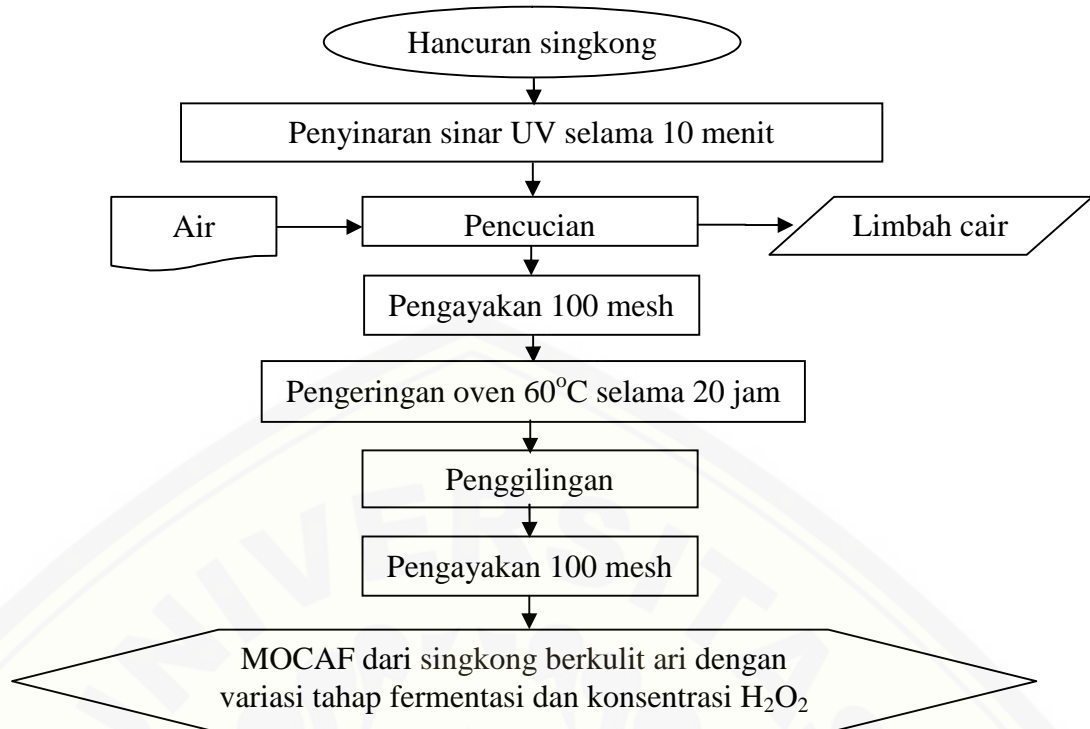 Hancuran singkong
Penyinaran sinar UV selama 10 menit
Air
Pencucian
Limbah cair
Pengayakan 100 mesh
Pengeringan oven 60°C selama 20 jam
Penggilingan
Pengayakan 100 mesh
MOCAF dari singkong berkulit ari dengan
variasi tahap fermentasi dan konsentrasi H₂O₂
UNIVERSITAS